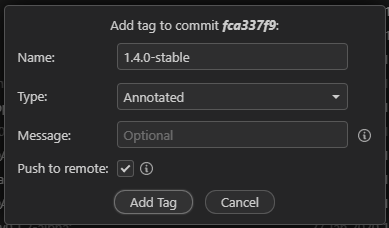 Add tag to commit fca337f9:
Name: 1.4.0-stable
Type: Annotated
Message: Optional
Push to remote:
Add Tag Cancel